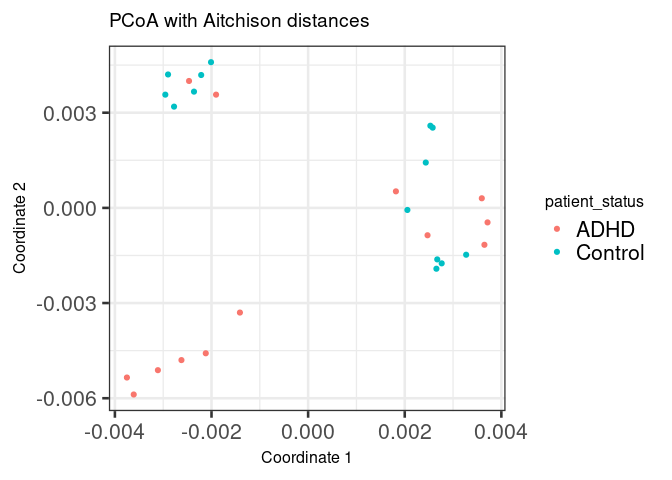 PCoA with Aitchison distances
Coordinate 2
0.003
0.000
-0.003
-0.006
-0.004
-0.002
0.000
0.002
0.004
Coordinate 1
patient_status
ADHD
Control